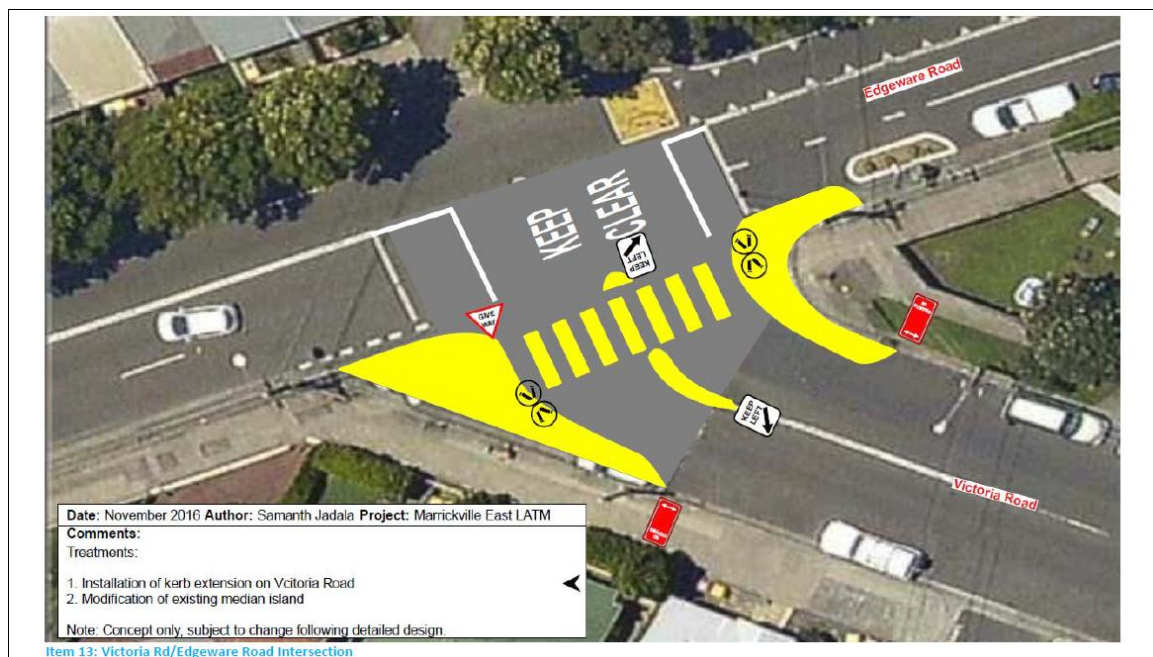 Edgeware Road
KEEP
CLEAR
KEEP
LEFT
GIVE
WAY
KEEP
LEFT
Victoria Road
Date: November 2016 Author: Samanth Jadala Project: Marrickville East LATM
Comments:
Treatments:
1. Installation of kerb extension on Vcitoria Road
2. Modification of existing median island
Note: Concept only, subject to change following detailed design.
Item 13: Victoria Rd/Edgeware Road Intersection